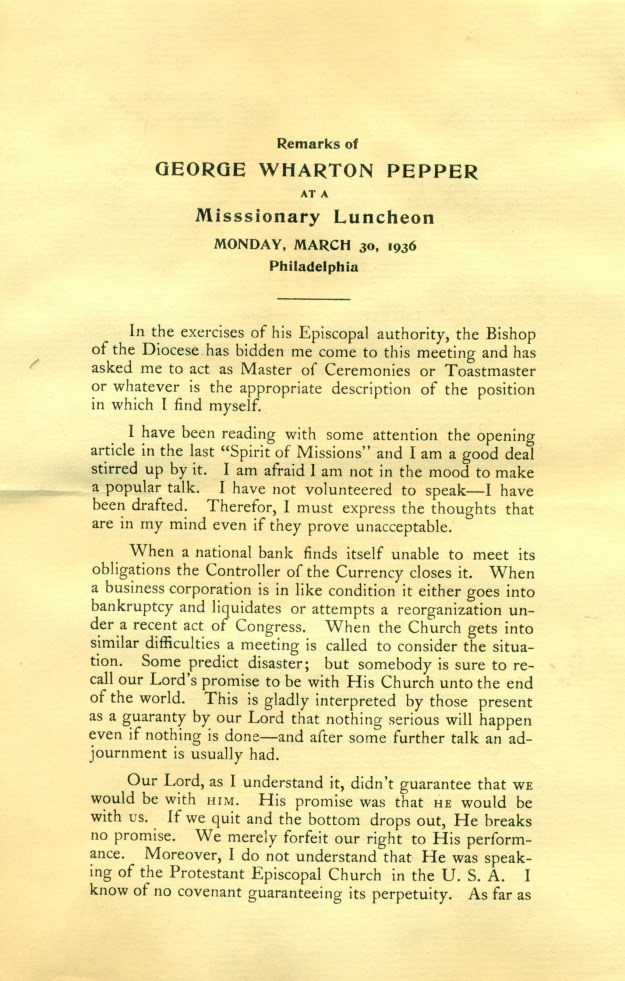 Remarks of
GEORGE WHARTON PEPPER
AT A
Misssionary Luncheon
MONDAY, MARCH 30, 1936
Philadelphia
In the exercises of his Episcopal authority, the Bishop
of the Diocese has bidden me come to this meeting and has
asked me to act as Master of Ceremonies or Toastmaster
or whatever is the appropriate description of the position
in which I find myself.
I have been reading with some attention the opening
article in the last “Spirit of Missions” and I am a good deal
stirred up by it. I am afraid I am not in the mood to make
a popular talk. I have not volunteered to speak—I have
been drafted. Therefor, I must express the thoughts that
are in my mind even if they prove unacceptable.
When a national bank finds itself unable to meet its
obligations the Controller of the Currency closes it. When
a business corporation is in like condition it either goes into
bankruptcy and liquidates or attempts a reorganization un-
der a recent act of Congress. When the Church gets into
similar difficulties a meeting is called to consider the situa-
tion. Some predict disaster; but somebody is sure to re-
call our Lord’s promise to be with His Church unto the end
of the world. This is gladly interpreted by those present
as a guaranty by our Lord that nothing serious will happen
even if nothing is done—and after some further talk an ad-
journment is usually had.
Our Lord, as I understand it, didn’t guarantee that WE
would be with HIM. His promise was that HE would be
with US. If we quit and the bottom drops out, He breaks
no promise. We merely forfeit our right to His perform-
ance. Moreover, I do not understand that He was speak-
ing of the Protestant Episcopal Church in the U. S. A. I
know of no covenant guaranteeing its perpetuity. As far as